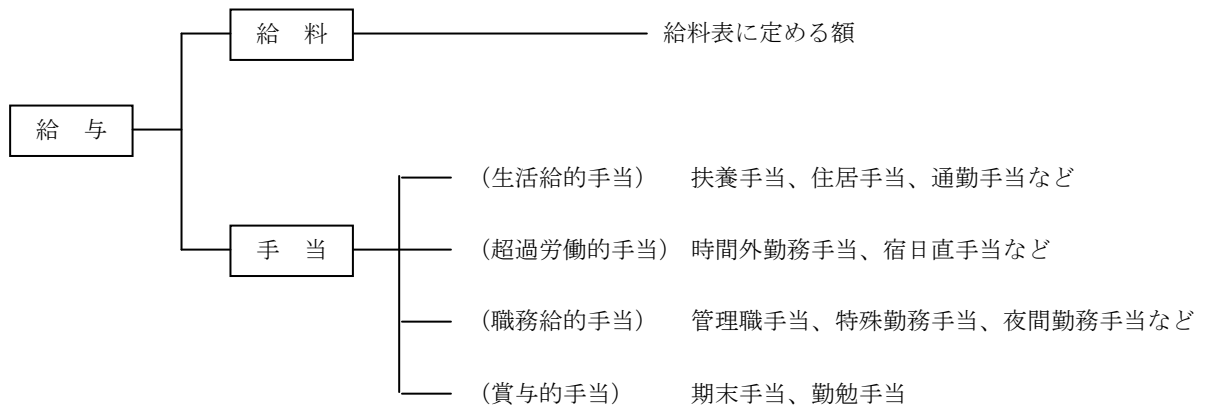 給 料 給料表に定める額
給 与
(生活給的手当) 扶養手当、住居手当、通勤手当など
手 当 (超過労働的手当) 時間外勤務手当、宿日直手当など
(職務給的手当) 管理職手当、特殊勤務手当、夜間勤務手当など
(賞与的手当) 期末手当、勤勉手当